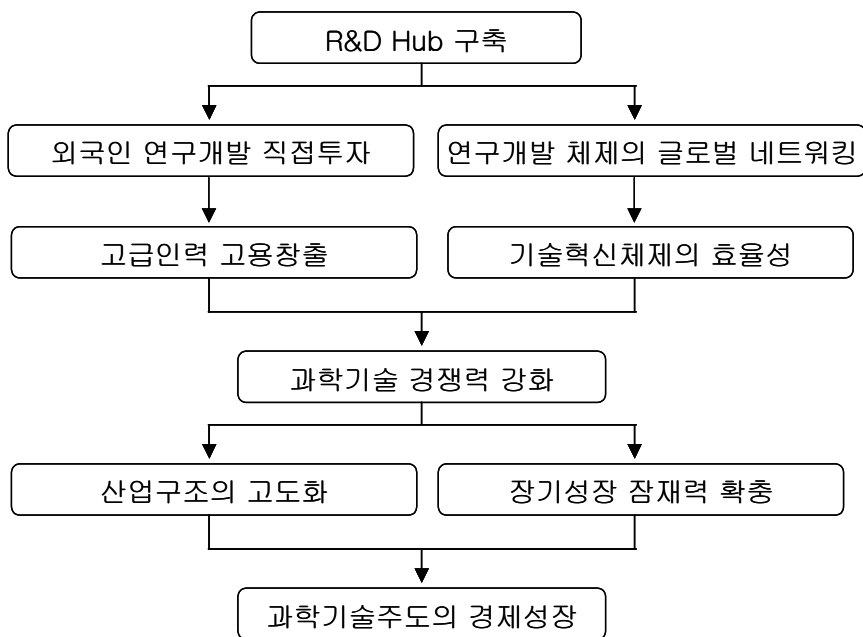 R&D Hub 구축
외국인 연구개발 직접투자
연구개발 체제의 글로벌 네트워킹
고급인력 고용창출
기술혁신체제의 효율성
과학기술 경쟁력 강화
산업구조의 고도화
장기성장 잠재력 확충
과학기술주도의 경제성장